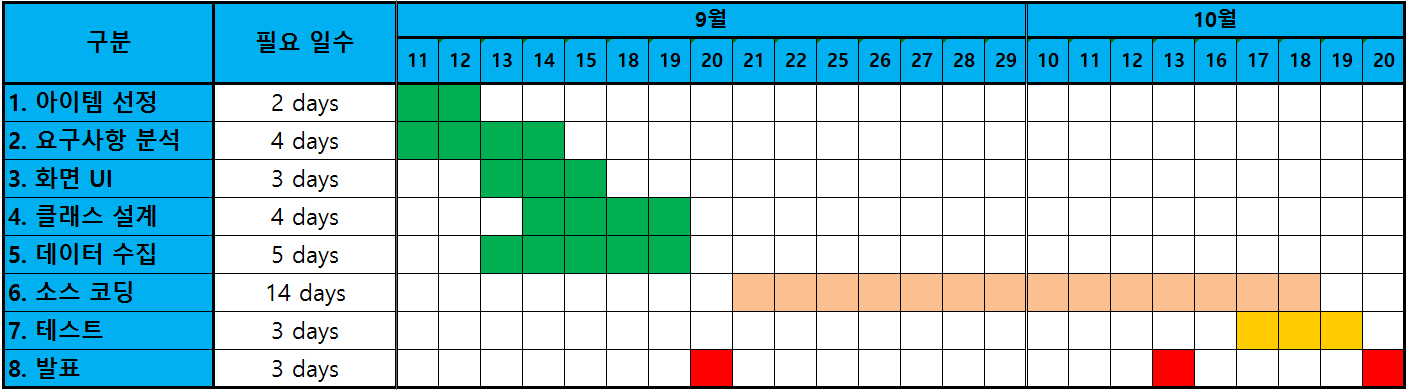 구분 필요 일수 9월 10월
11 12 13 14 15 18 19 20 21 22 25 26 27 28 29 10 11 12 13 16 17 18 19 20
1. 아이템 선정 2 days
2. 요구사항 분석 4 days
3. 화면 UI 3 days
4. 클래스 설계 4 days
5. 데이터 수집 5 days
6. 소스 코딩 14 days
7. 테스트 3 days
8. 발표 3 days